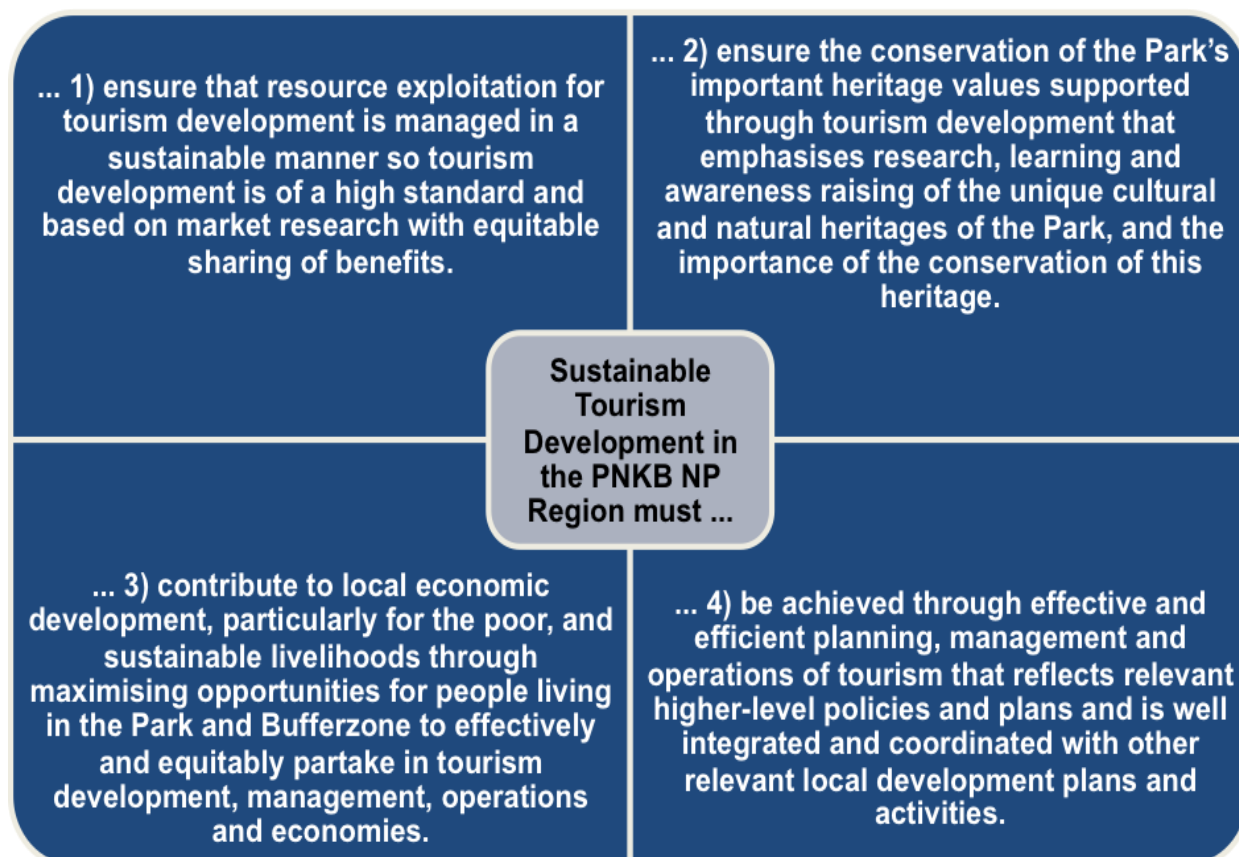 ... 1) ensure that resource exploitation for
tourism development is managed in a
sustainable manner so tourism
development is of a high standard and
based on market research with equitable
sharing of benefits.
... 2) ensure the conservation of the Park’s
important heritage values supported
through tourism development that
emphasises research, learning and
awareness raising of the unique cultural
and natural heritages of the Park, and the
importance of the conservation of this
heritage.
Sustainable
Tourism
Development in
the PNKB NP
Region must ...
... 3) contribute to local economic
development, particularly for the poor, and
sustainable livelihoods through
maximising opportunities for people living
in the Park and Bufferzone to effectively
and equitably partake in tourism
development, management, operations
and economies.
... 4) be achieved through effective and
efficient planning, management and
operations of tourism that reflects relevant
higher-level policies and plans and is well
integrated and coordinated with other
relevant local development plans and
activities.